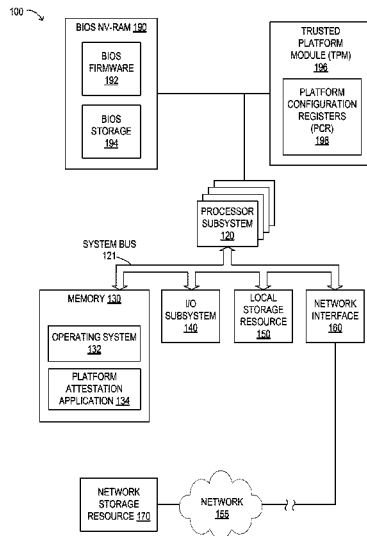 100
BIOS NV-RAM 190
BIOS
FIRMWARE
192
BIOS
STORAGE
194
TRUSTED
PLATFORM
MODULE (TPM)
196
PLATFORM
CONFIGURATION
REGISTERS
(PCR)
198
PROCESSOR
SUBSYSTEM
120
SYSTEM BUS
121
MEMORY 130
OPERATING SYSTEM
132
PLATFORM
ATTESTATION
APPLICATION 134
I/O
SUBSYSTEM
140
LOCAL
STORAGE
RESOURCE
150
NETWORK
INTERFACE
160
NETWORK
STORAGE
RESOURCE 170
NETWORK
155